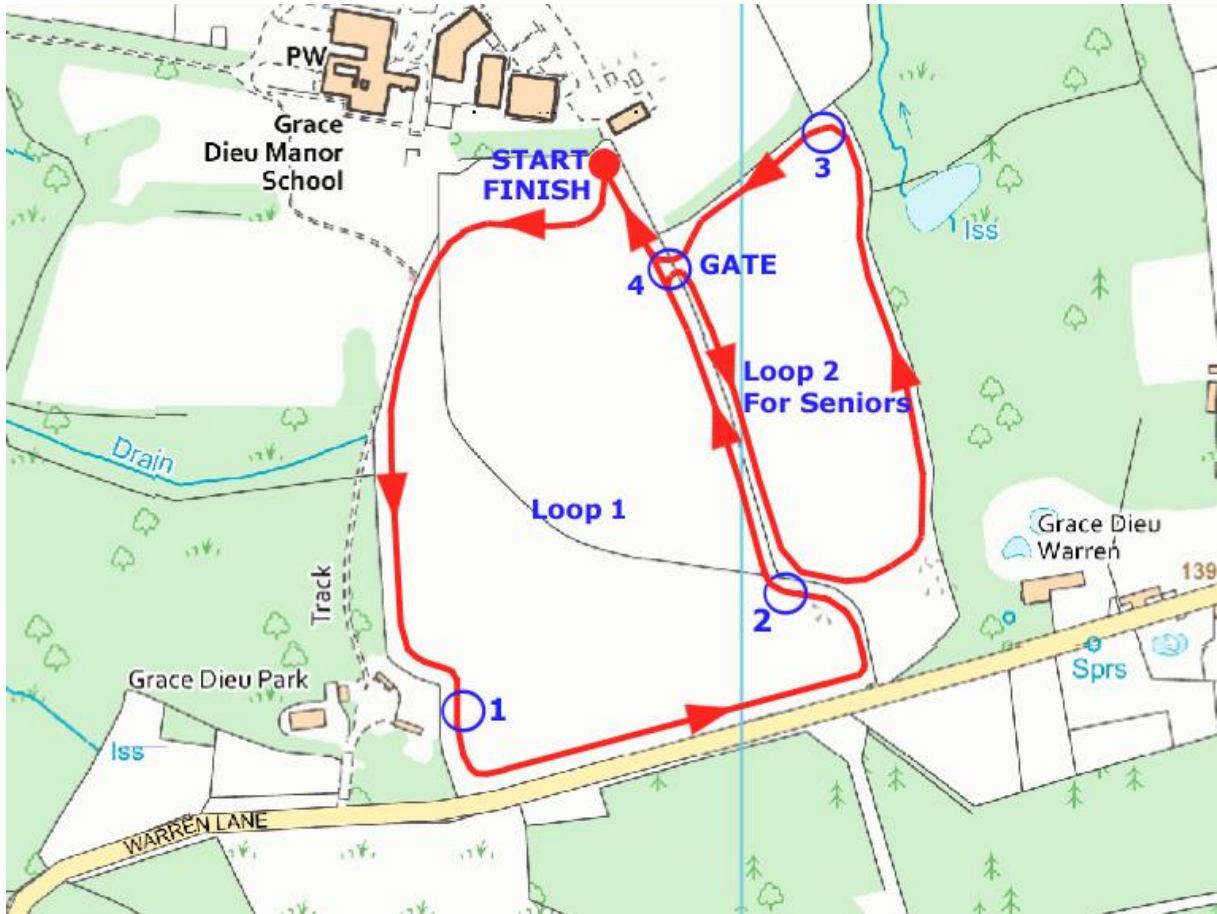 PW
Grace
Dieu Manor
School
START
FINISH
3
Iss
4
GATE
Loop 2
For Seniors
Drain
Loop 1
Grace Dieu
Warren
139
Track
2
Sprs
Grace Dieu Park
1
Iss
WARREN LANE